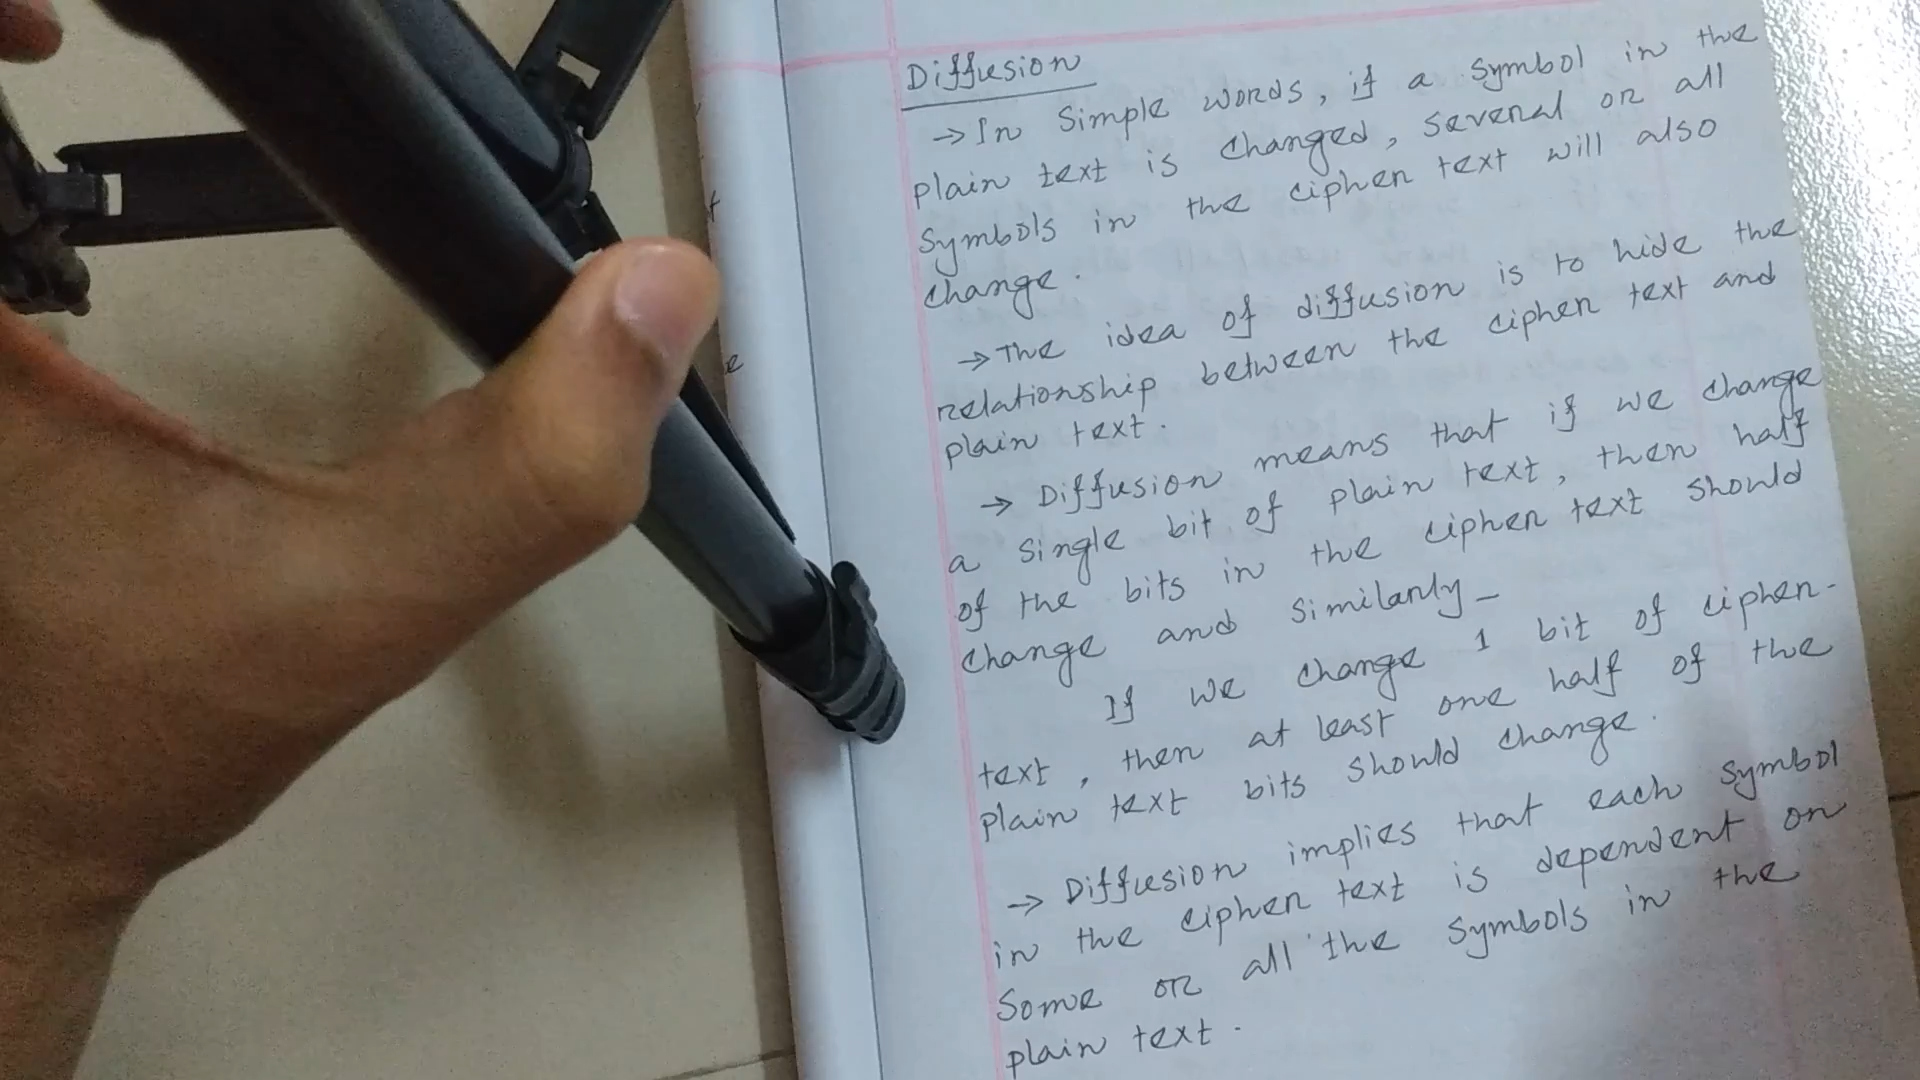 Diffusion
→ In Simple words, if a symbol in the
plain text is changed, several or all
symbols in the cipher text will also
change.
→ The idea of diffusion is to hide the
relationship between the cipher text and
plain text.
→ Diffusion means that if we change
a single bit of plain text, then half
of the bits in the cipher text should
change and similarly -
If we change 1 bit of cipher-
text, then at least one half of the
plain text bits should change.
→ Diffusion implies that each symbol
in the cipher text is dependent on
some or all the symbols in the
plain text.